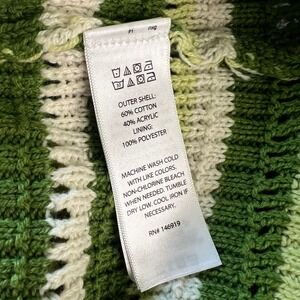 OUTER SHELL:
60% COTTON
40% ACRYLIC
LINING:
100% POLYESTER
MACHINE WASH COLD
WITH LIKE COLORS.
NON-CHLORINE BLEACH
WHEN NEEDED. TUMBLE
DRY LOW. COOL IRON IF
NECESSARY.
RN# 146919